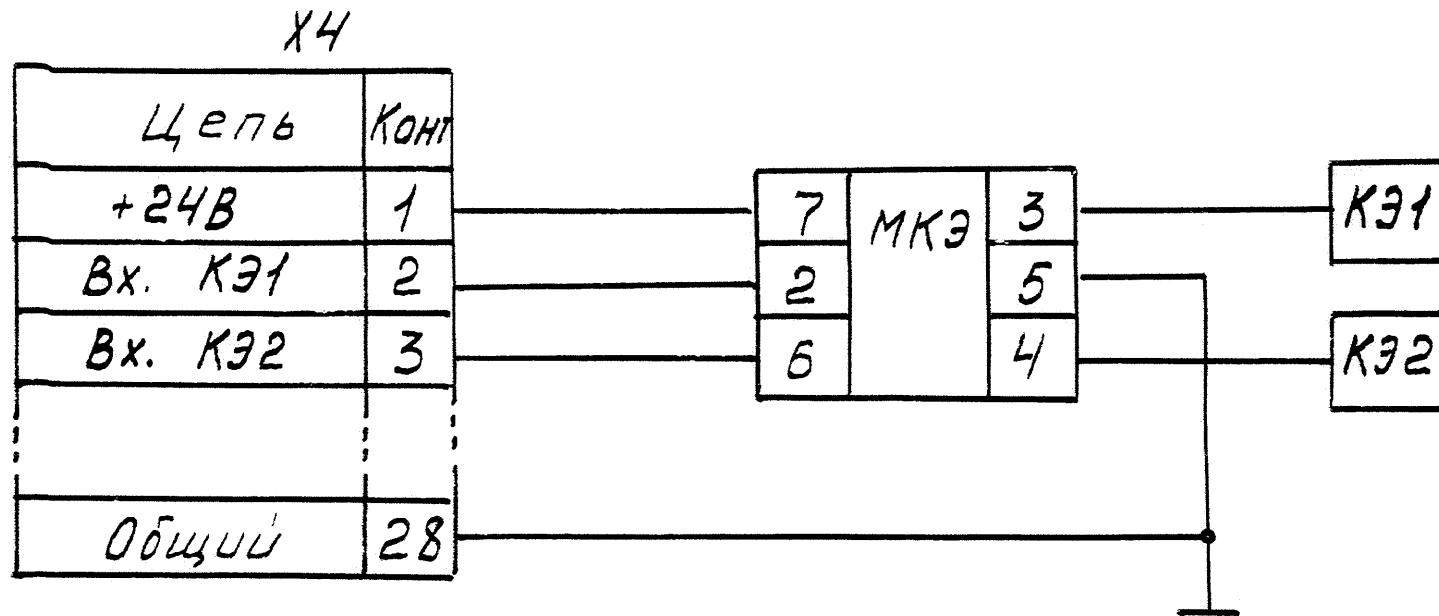 X4
Цепь Конт
+24В 1
Вх. КЭ1 2
Вх. КЭ2 3
Общий 28
7 МКЭ 3
2 5
6 4
КЭ1
КЭ2